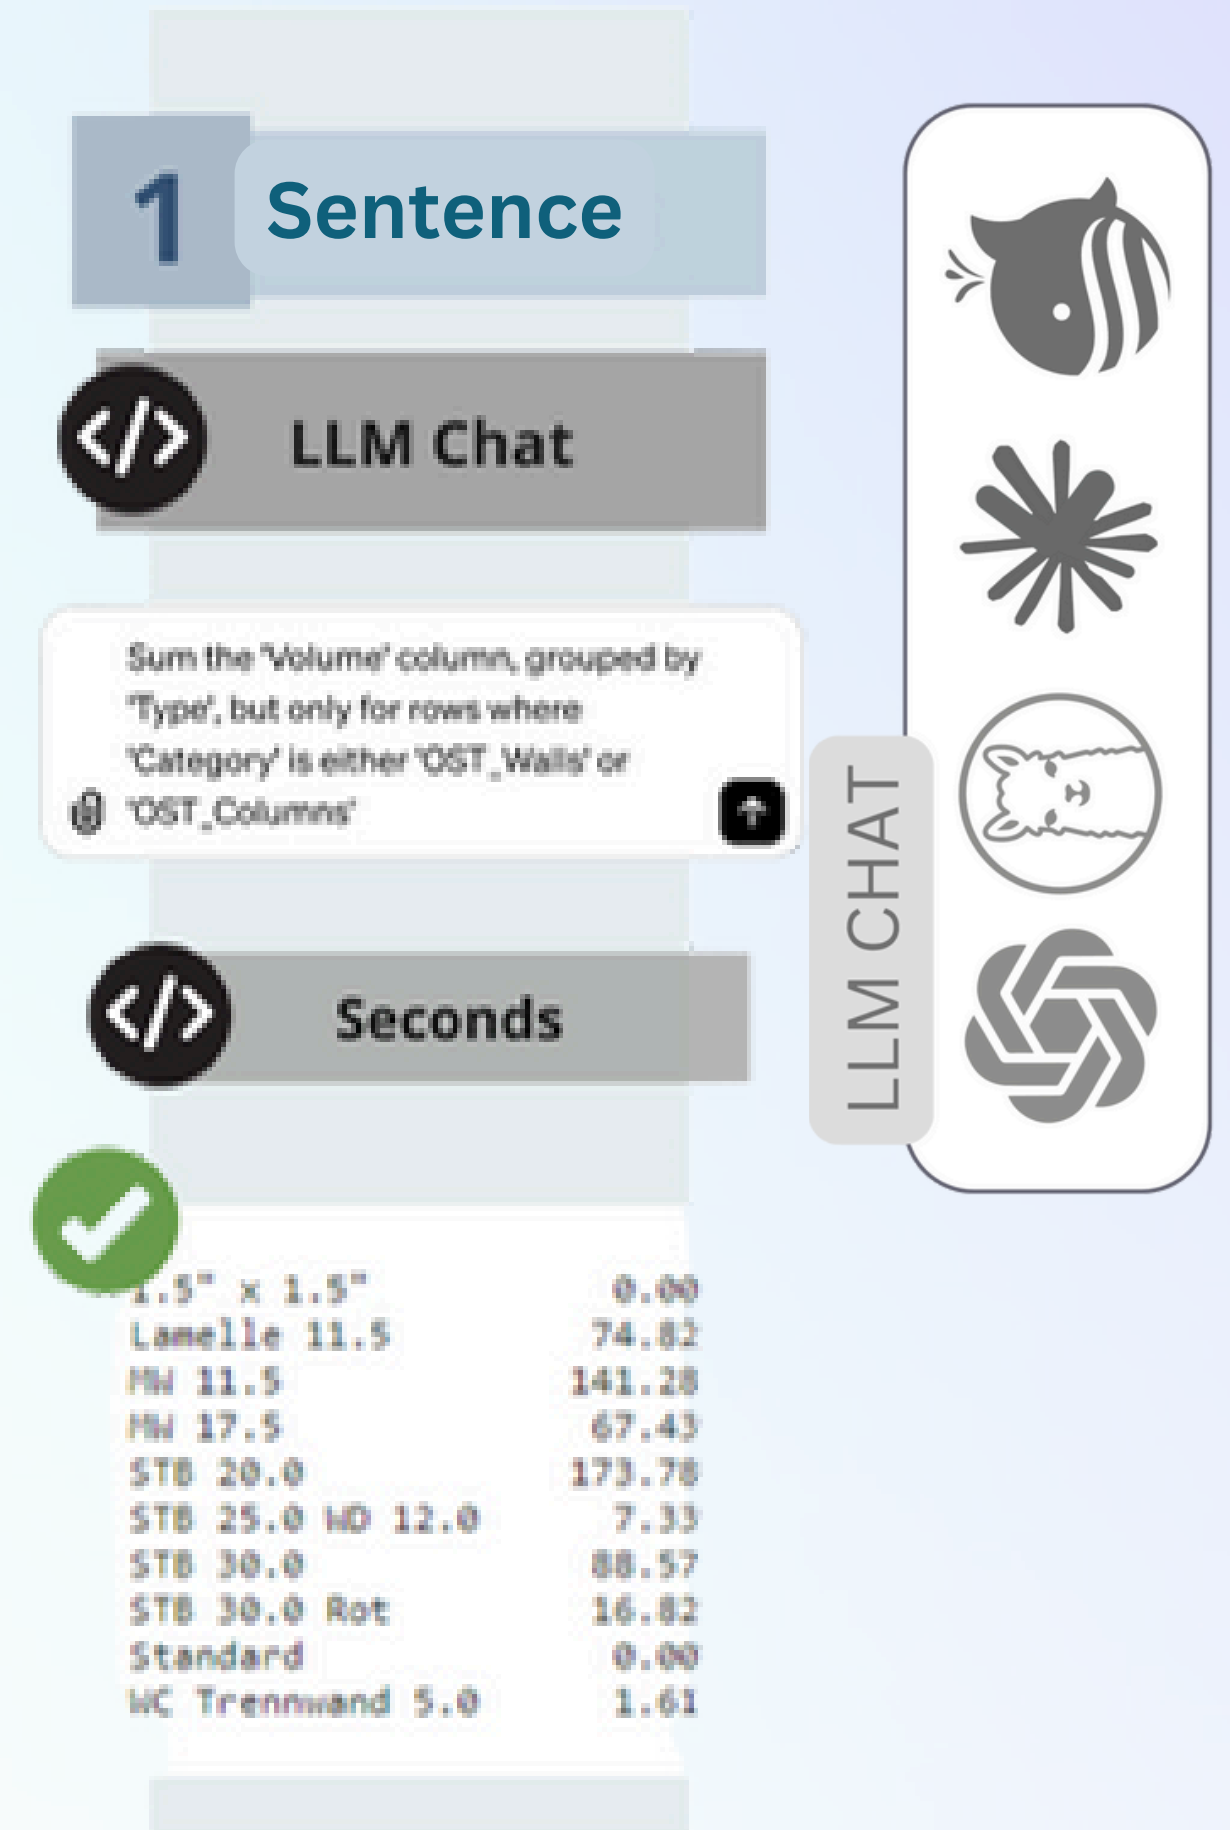 1 Sentence
LLM Chat
Sum the 'Volume' column, grouped by
'Type', but only for rows where
'Category' is either 'OST_Walls' or
'OST_Columns'
Seconds
1.5" x 1.5" 0.00
Lamelle 11.5 74.82
MW 11.5 141.28
MW 17.5 67.43
STB 20.0 173.78
STB 25.0 WD 12.0 7.33
STB 30.0 88.57
STB 30.0 Rot 16.82
Standard 0.00
WC Trennwand 5.0 1.61
LLM CHAT